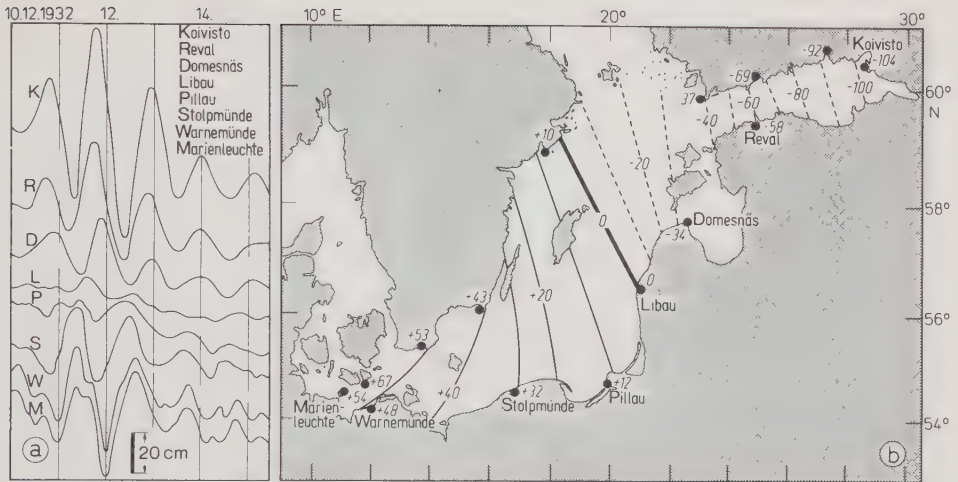 10.12.1932 12. 14.
Koivisto
Reval
Domesnäs
Libau
Pillau
Stolpmünde
Warnemünde
Marienleuchte
K
R
D
L
P
S
W
M
a
20 cm
10° E 20° 30°
-92
Koivisto
-104
-69
-100
60°
N
37
-80
-60
-40
-58
Reval
+10
-20
58°
0
Domesnäs
-34
0
Libau
+43
+20
56°
+53
+67
+54
+40
+32
+12
Marien-
leuchte
+48
Warnemünde
Stolpmünde
Pillau
54°
b